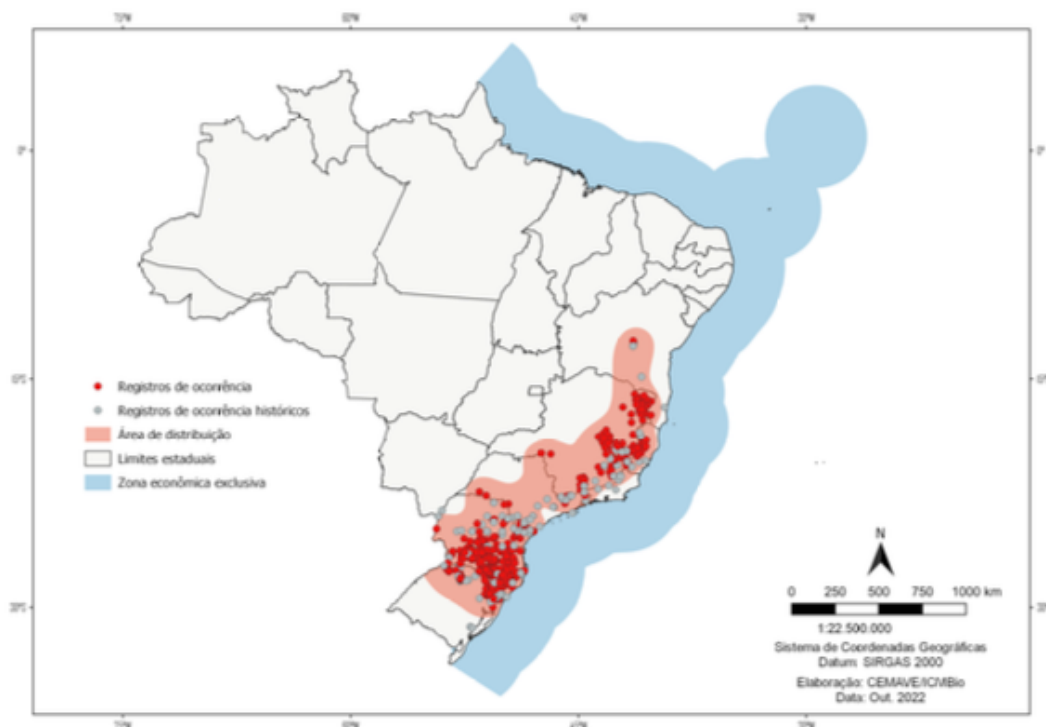 Registros de ocorrência
Registros de ocorrência históricos
Área de distribuição
Limites estaduais
Zona econômica exclusiva
N
0 250 500 750 1000 km
1:22.500.000
Sistema de Coordenadas Geográficas
Datum: SIRGAS 2000
Elaboração: CEMAVE/ICMBio
Data: Out. 2022